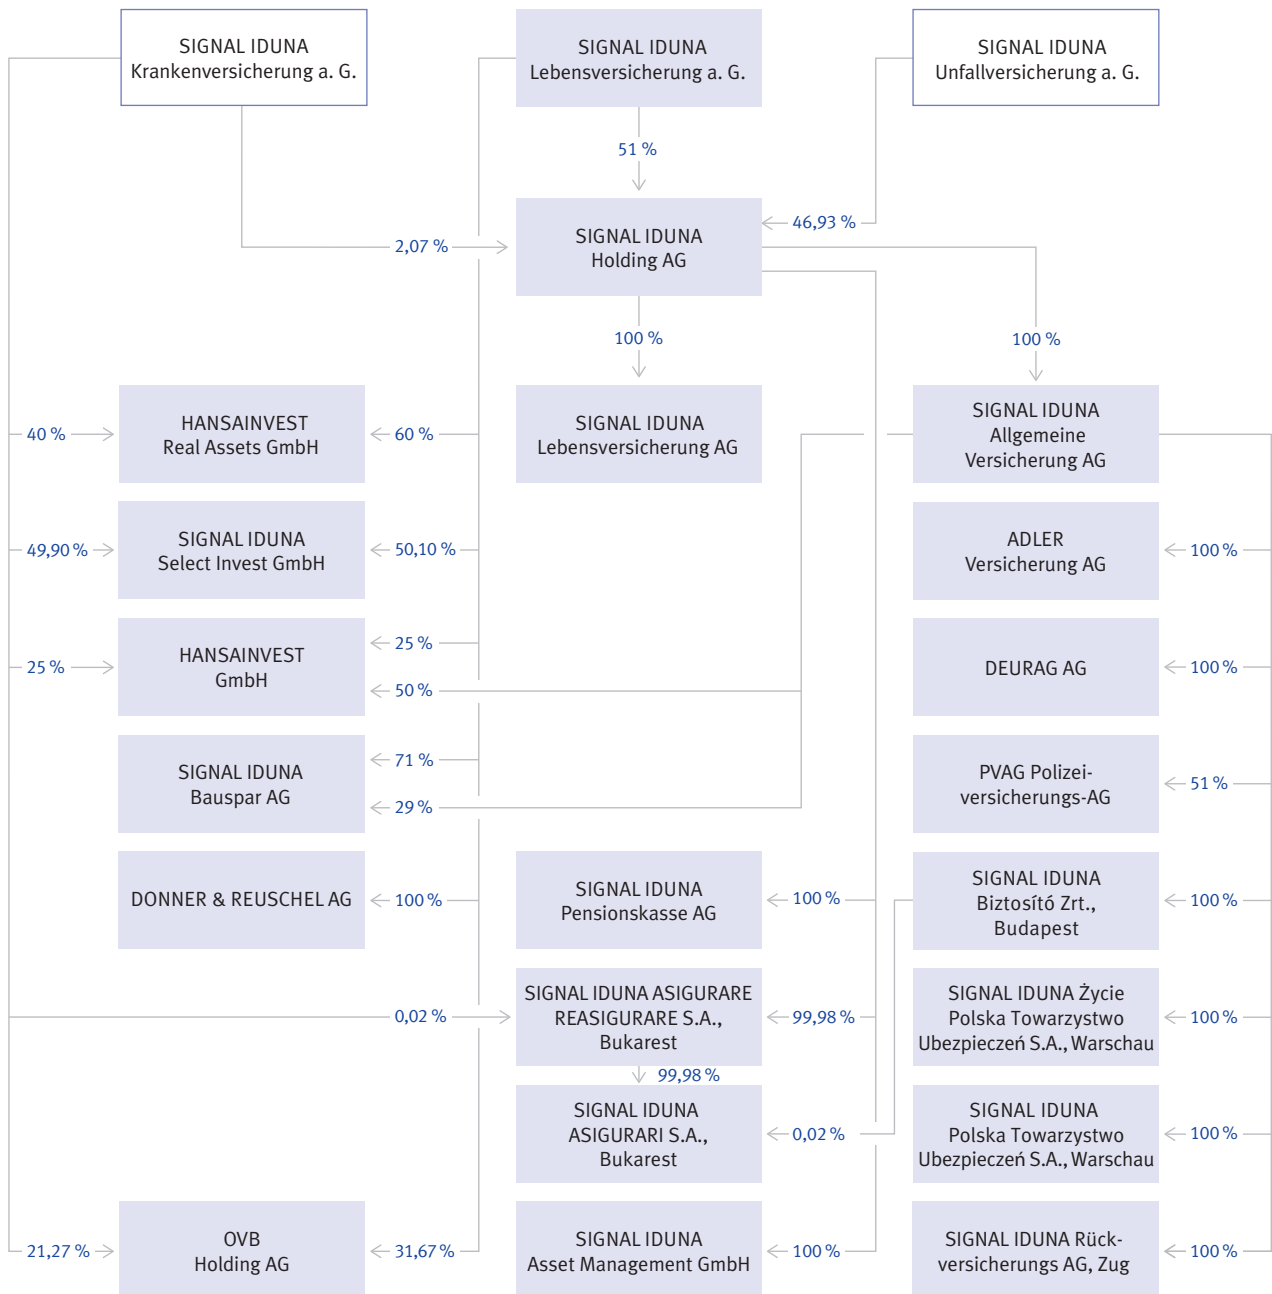 SIGNAL IDUNA
Krankenversicherung a. G.
SIGNAL IDUNA
Lebensversicherung a. G.
SIGNAL IDUNA
Unfallversicherung a. G.
51 %
46,93 %
2,07 %
SIGNAL IDUNA
Holding AG
100 %
100 %
40 %
HANSAINVEST
Real Assets GmbH
60 %
SIGNAL IDUNA
Lebensversicherung AG
SIGNAL IDUNA
Allgemeine
Versicherung AG
49,90 %
SIGNAL IDUNA
Select Invest GmbH
50,10 %
ADLER
Versicherung AG
100 %
25 %
HANSAINVEST
GmbH
25 %
50 %
DEURAG AG
100 %
SIGNAL IDUNA
Bauspar AG
71 %
29 %
PVAG Polizei-
versicherungs-AG
51 %
DONNER & REUSCHEL AG
100 %
SIGNAL IDUNA
Pensionskasse AG
100 %
SIGNAL IDUNA
Biztosító Zrt.,
Budapest
100 %
0,02 %
SIGNAL IDUNA ASIGURARE
REASIGURARE S.A.,
Bukarest
99,98 %
SIGNAL IDUNA Życie
Polska Towarzystwo
Ubezpieczeń S.A., Warschau
100 %
99,98 %
SIGNAL IDUNA
ASIGURARI S.A.,
Bukarest
0,02 %
SIGNAL IDUNA
Polska Towarzystwo
Ubezpieczeń S.A., Warschau
100 %
21,27 %
OVB
Holding AG
31,67 %
SIGNAL IDUNA
Asset Management GmbH
100 %
SIGNAL IDUNA Rück-
versicherungs AG, Zug
100 %